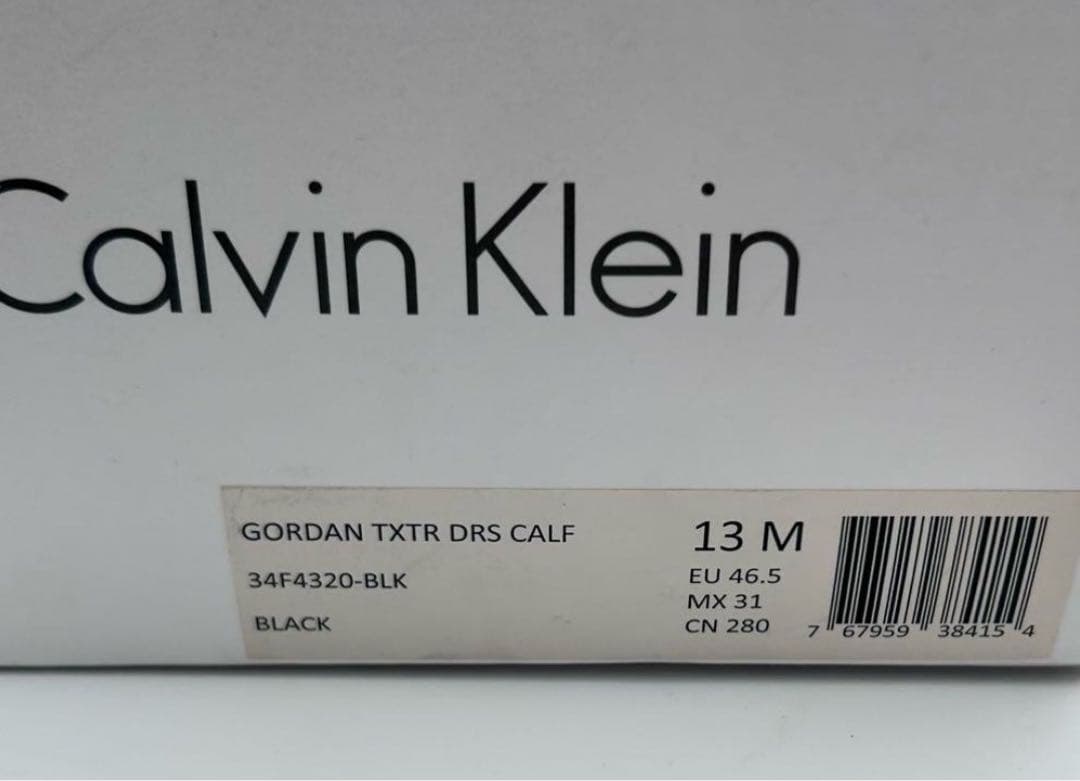 Calvin Klein
GORDAN TXTR DRS CALF
34F4320-BLK
BLACK
13 M
EU 46.5
MX 31
CN 280
7 67959 38415 4